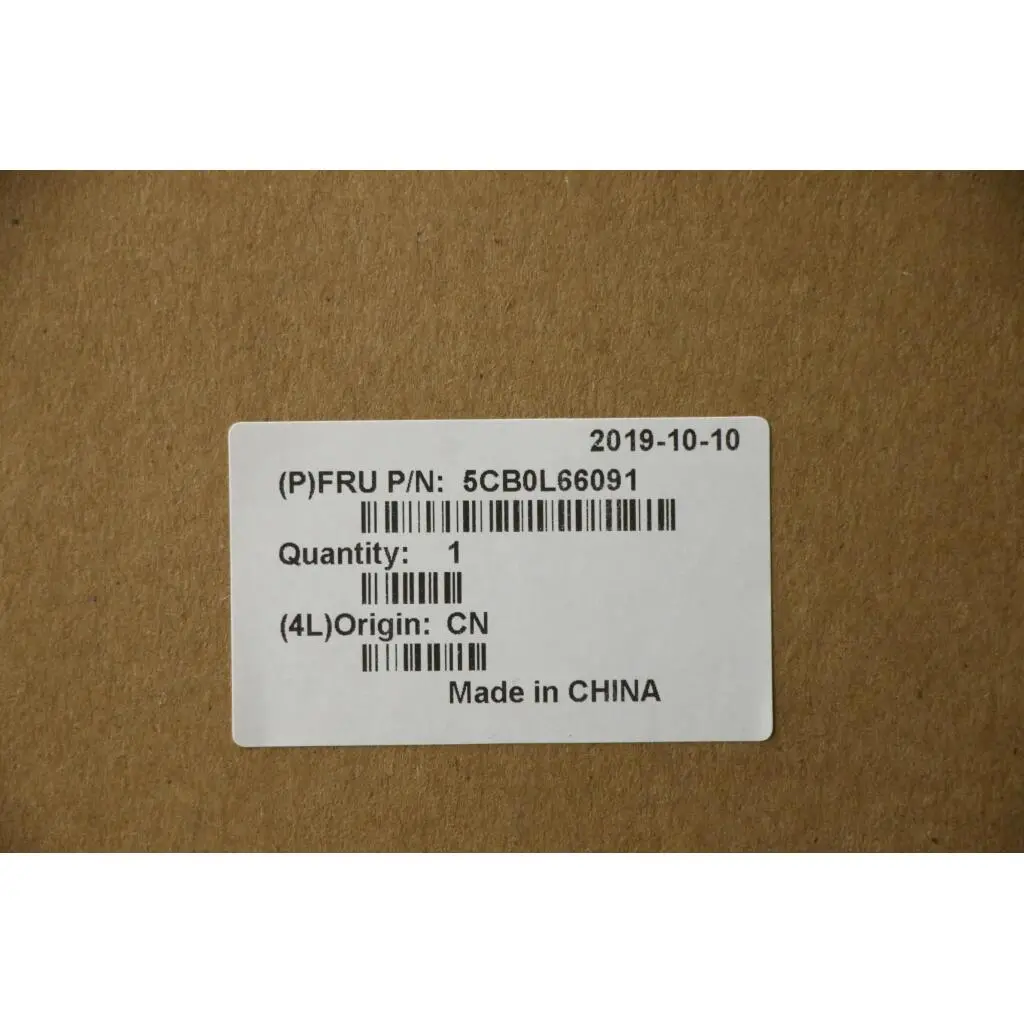 2019-10-10
(P)FRU P/N: 5CB0L66091
Quantity: 1
(4L)Origin: CN
Made in CHINA